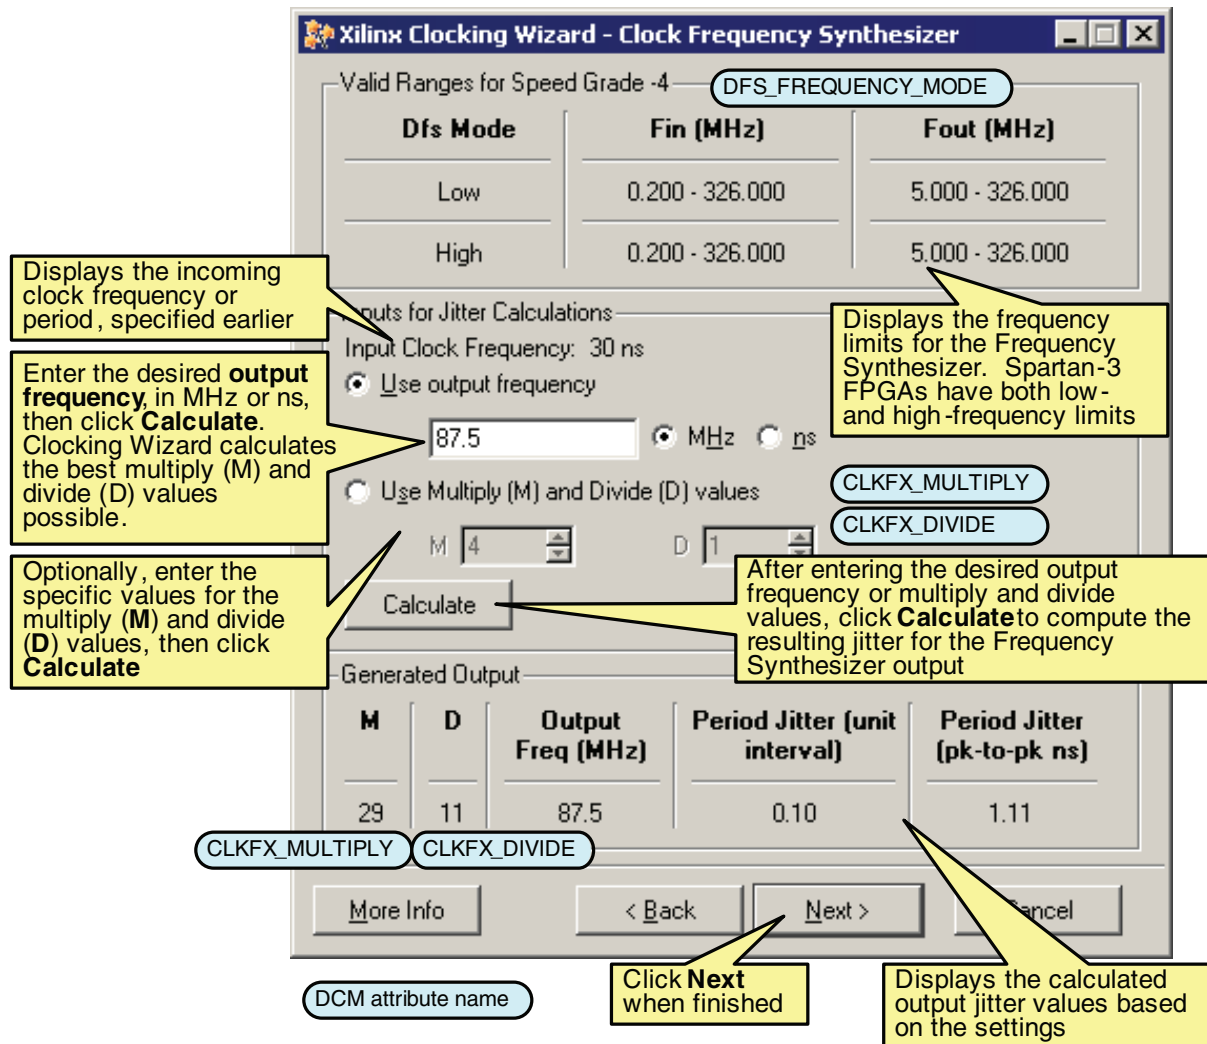 Xilinx Clocking Wizard - Clock Frequency Synthesizer
Valid Ranges for Speed Grade -4
DFS_FREQUENCY_MODE
Dfs Mode Fin (MHz) Fout (MHz)
Low 0.200 - 326.000 5.000 - 326.000
High 0.200 - 326.000 5.000 - 326.000
Displays the incoming
clock frequency or
period, specified earlier
Inputs for Jitter Calculations
Input Clock Frequency: 30 ns
Use output frequency
Displays the frequency
limits for the Frequency
Synthesizer. Spartan-3
FPGAs have both low-
and high-frequency limits
Enter the desired output
frequency, in MHz or ns,
then click Calculate.
Clocking Wizard calculates
the best multiply (M) and
divide (D) values
possible.
87.5 MHz ns
Use Multiply (M) and Divide (D) values
CLKFX_MULTIPLY
CLKFX_DIVIDE
M 4 D 1
Optionally, enter the
specific values for the
multiply (M) and divide
(D) values, then click
Calculate
Calculate
After entering the desired output
frequency or multiply and divide
values, click Calculate to compute the
resulting jitter for the Frequency
Synthesizer output
Generated Output
M D Output Freq (MHz) Period Jitter (unit interval) Period Jitter (pk-to-pk ns)
29 11 87.5 0.10 1.11
CLKFX_MULTIPLY CLKFX_DIVIDE
More Info < Back Next > Cancel
DCM attribute name
Click Next
when finished
Displays the calculated
output jitter values based
on the settings